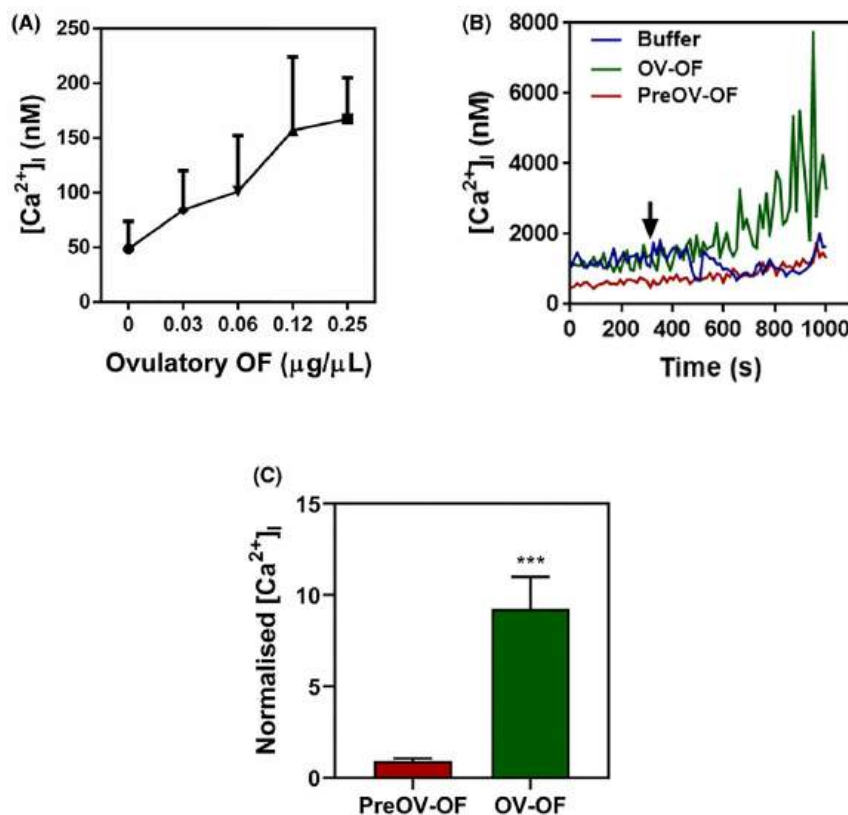 (A)
250
200
150
100
50
0
[Ca²⁺]I (nM)
0 0.03 0.06 0.12 0.25
Ovulatory OF (μg/μL)
(B)
8000
6000
4000
2000
0
[Ca²⁺]I (nM)
Buffer
OV-OF
PreOV-OF
0 200 400 600 800 1000
Time (s)
(C)
15
10
5
0
Normalised [Ca²⁺]I
***
PreOV-OF OV-OF